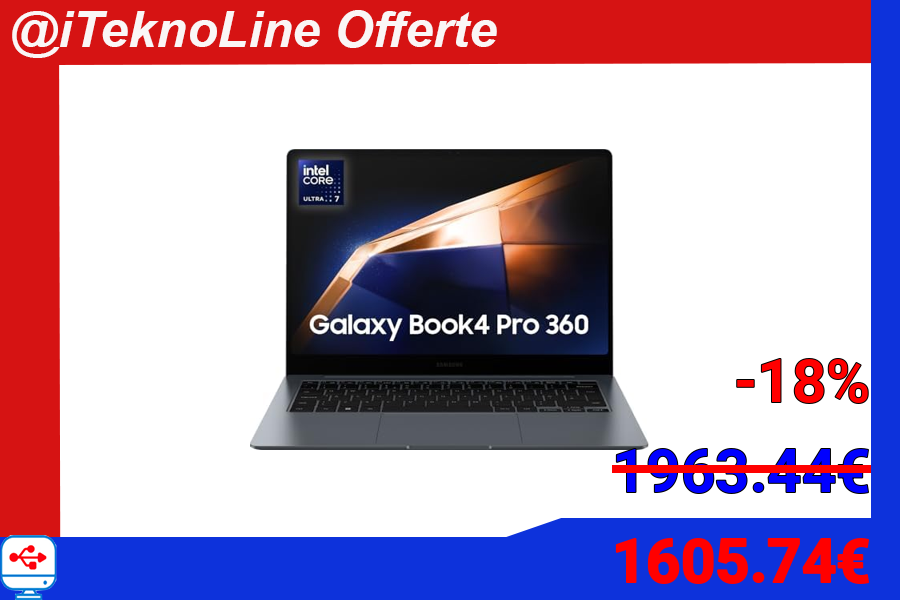 @iTeknoLine Offerte
intel
CORE
ULTRA 7
Galaxy Book4 Pro 360
SAMSUNG
-18%
1963.44€
1605.74€